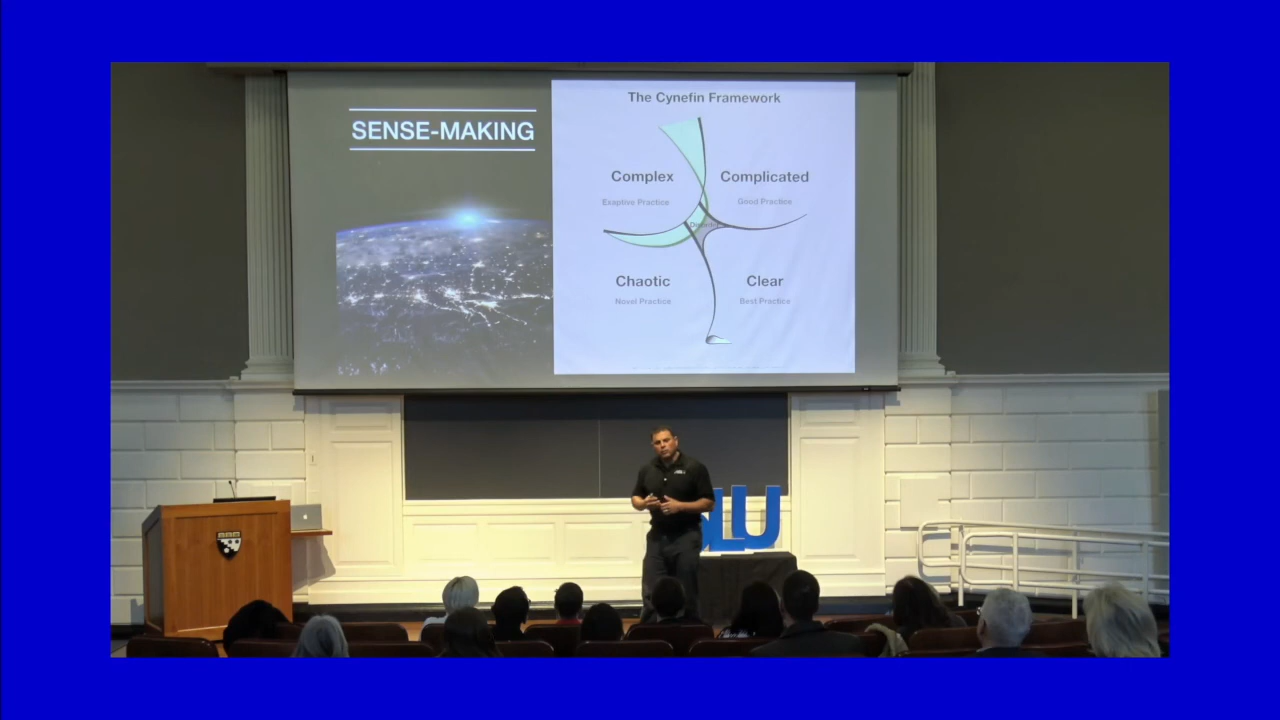 SENSE-MAKING
The Cynefin Framework
Complex
Complicated
Exaptive Practice
Good Practice
Chaotic
Clear
Novel Practice
Best Practice
LU